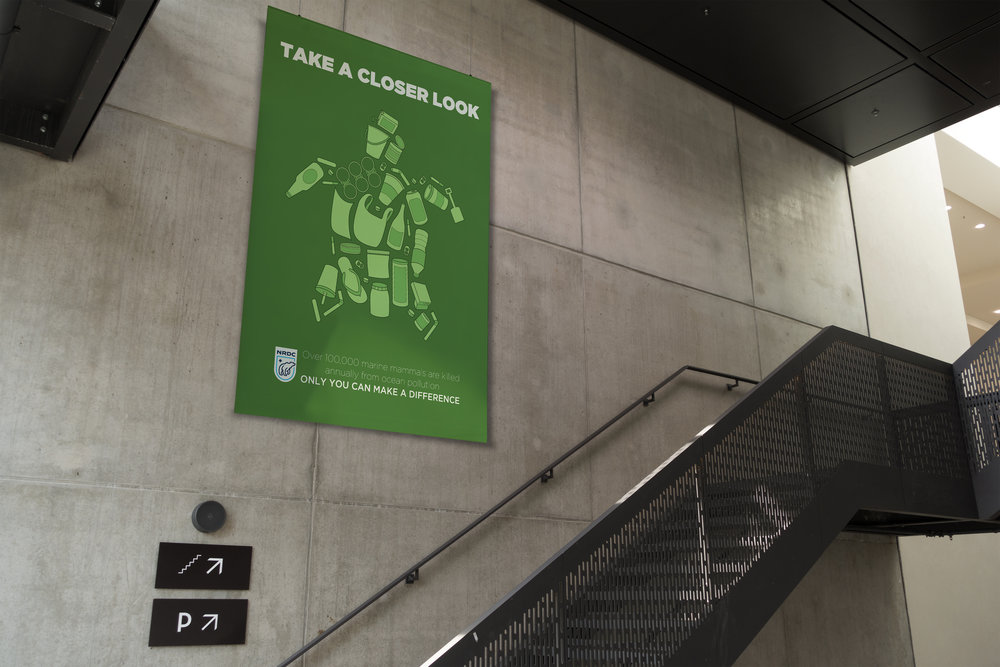 TAKE A CLOSER LOOK
NRDC
Over 100,000 marine mammals are killed
annually from ocean pollution
ONLY YOU CAN MAKE A DIFFERENCE
P